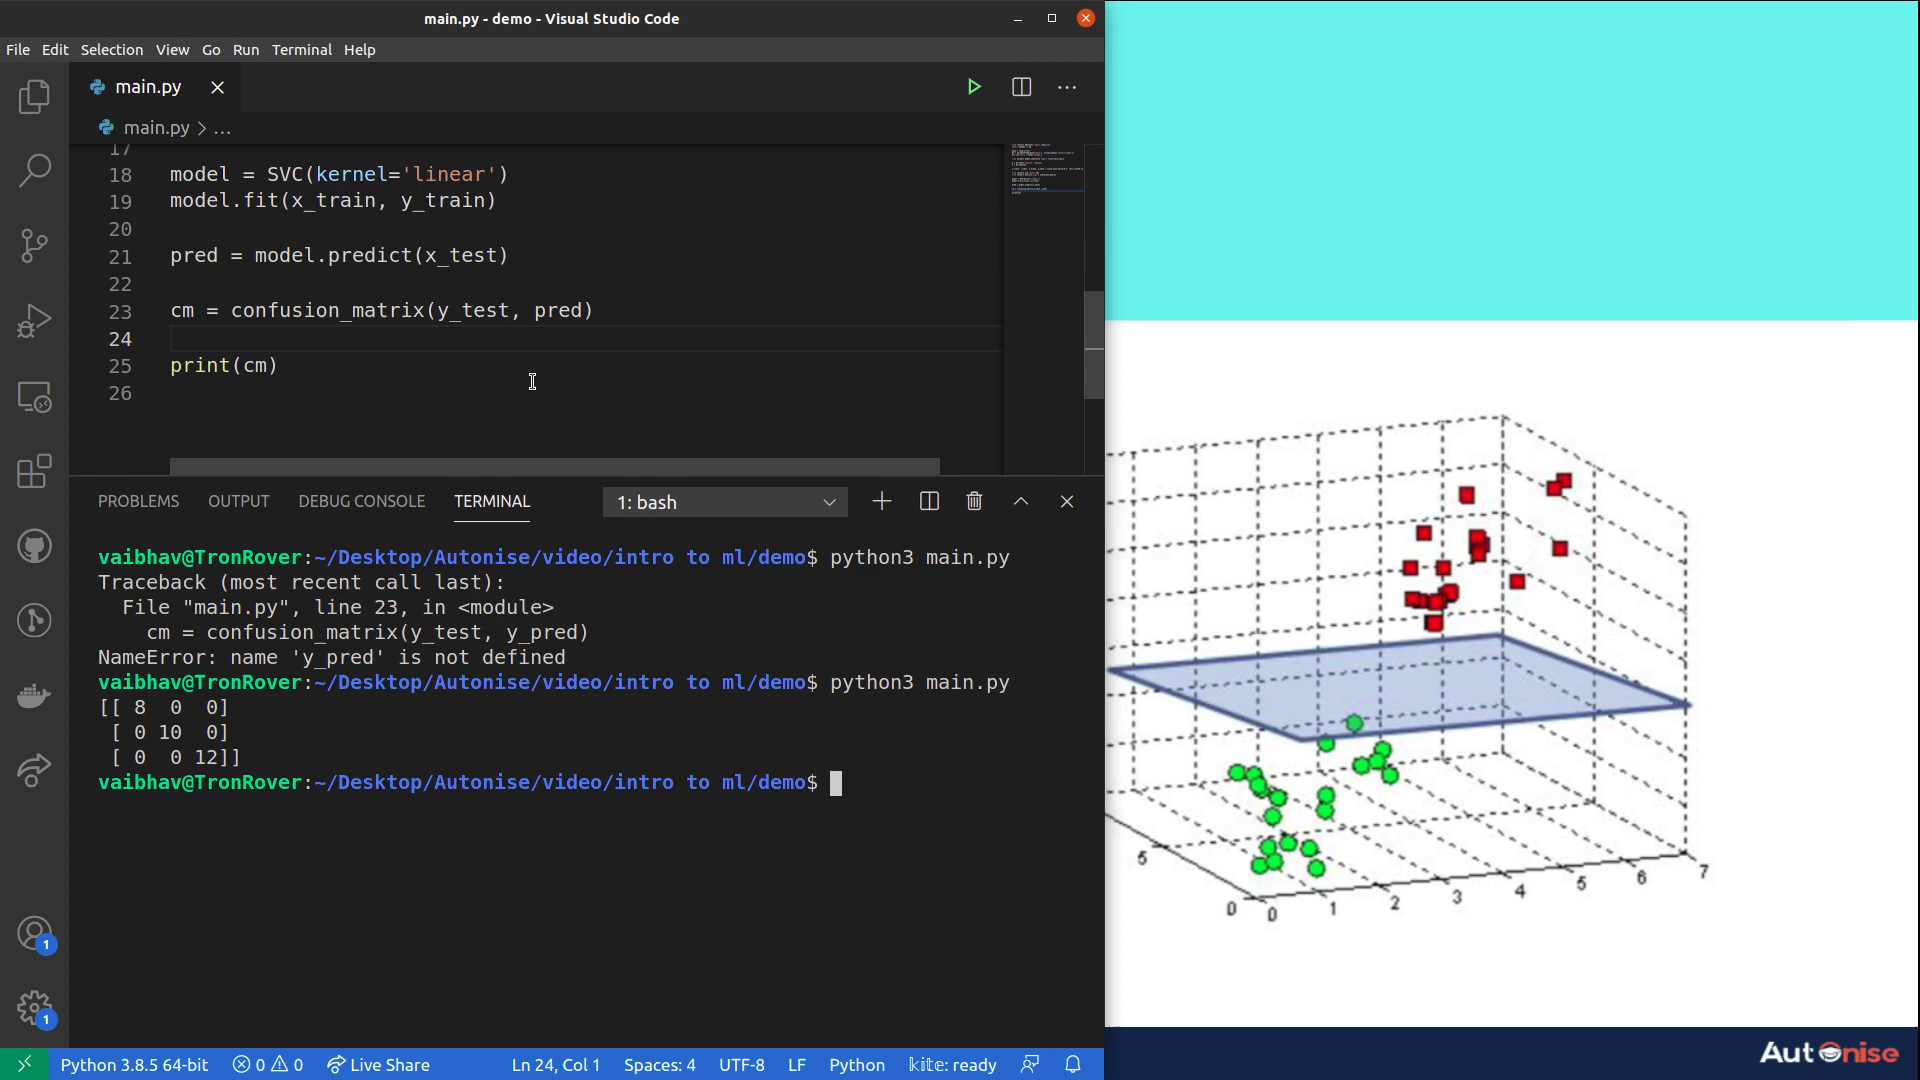 main.py - demo - Visual Studio Code
File Edit Selection View Go Run Terminal Help
main.py
main.py > ...
17
18 model = SVC(kernel='linear')
19 model.fit(x_train, y_train)
20
21 pred = model.predict(x_test)
22
23 cm = confusion_matrix(y_test, pred)
24
25 print(cm)
26
PROBLEMS OUTPUT DEBUG CONSOLE TERMINAL 1: bash
vaibhav@TronRover:~/Desktop/Autonise/video/intro to ml/demo$ python3 main.py
Traceback (most recent call last):
  File "main.py", line 23, in <module>
    cm = confusion_matrix(y_test, y_pred)
NameError: name 'y_pred' is not defined
vaibhav@TronRover:~/Desktop/Autonise/video/intro to ml/demo$ python3 main.py
[[ 8  0  0]
 [ 0 10  0]
 [ 0  0 12]]
vaibhav@TronRover:~/Desktop/Autonise/video/intro to ml/demo$
1
1
Python 3.8.5 64-bit 0 0 Live Share Ln 24, Col 1 Spaces: 4 UTF-8 LF Python kite: ready
5
0
0 1 2 3 4 5 6 7
Autonise